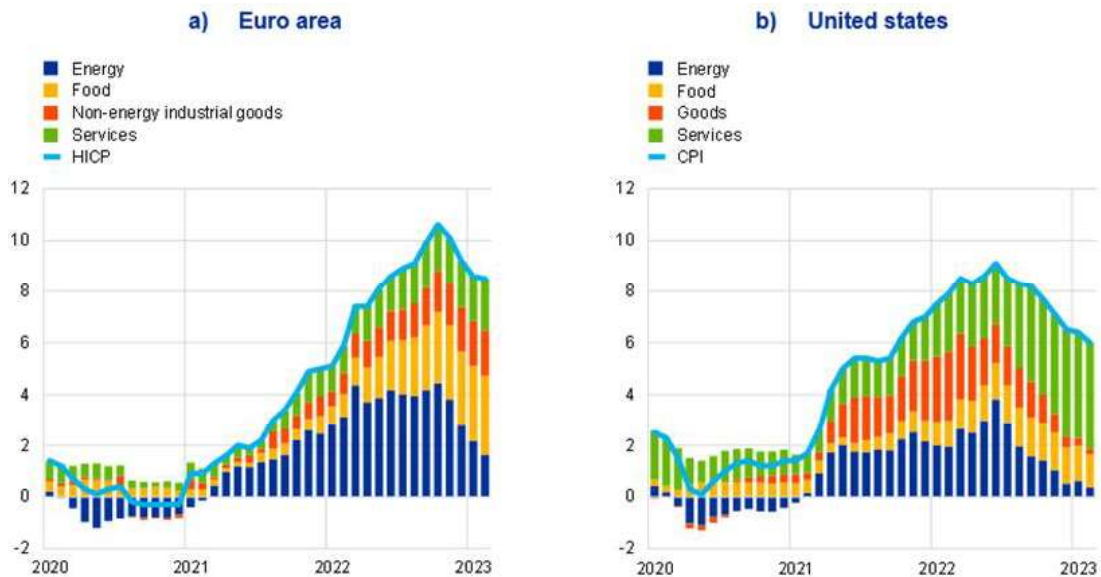 a) Euro area
Energy
Food
Non-energy industrial goods
Services
HICP
12
10
8
6
4
2
0
-2
2020
2021
2022
2023
b) United states
Energy
Food
Goods
Services
CPI
12
10
8
6
4
2
0
-2
2020
2021
2022
2023